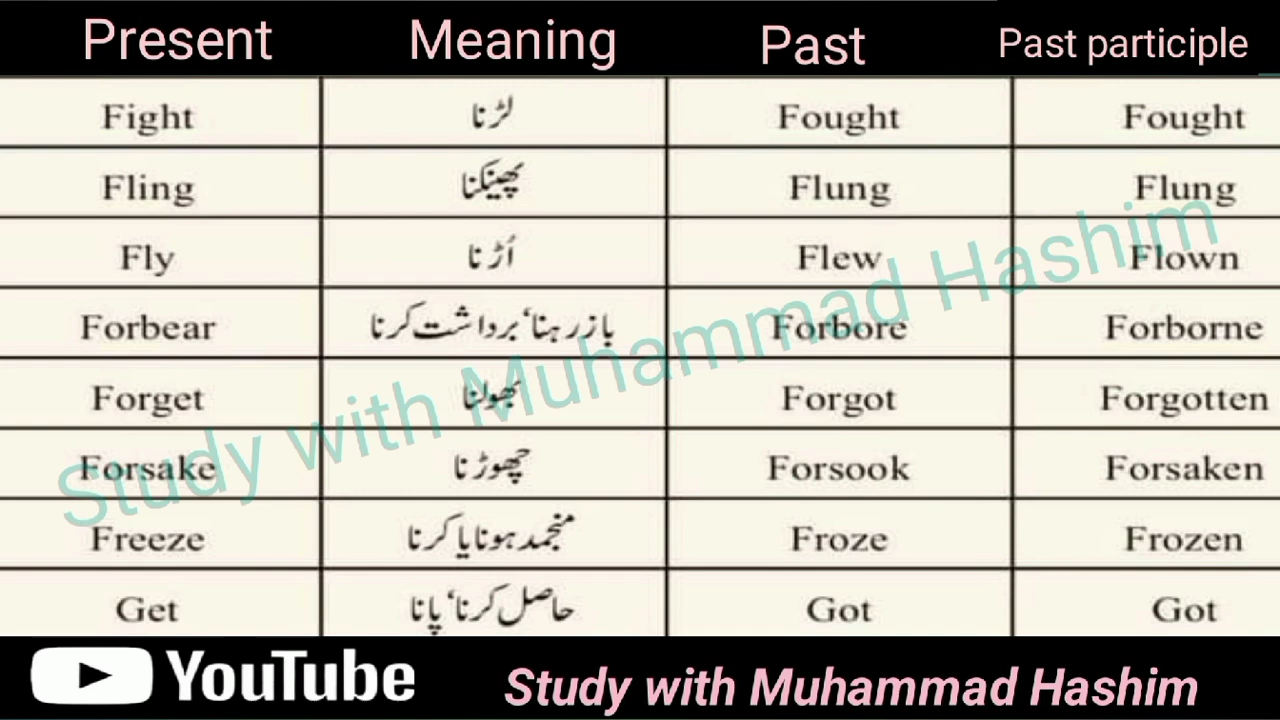 Present Meaning Past Past participle
Fight لڑنا Fought Fought
Fling پھینکنا Flung Flung
Fly اُڑنا Flew Flown
Forbear باز رہنا‘ برداشت کرنا Forbore Forborne
Forget بھولنا Forgot Forgotten
Forsake چھوڑنا Forsook Forsaken
Freeze منجمد ہونا یا کرنا Froze Frozen
Get حاصل کرنا‘ پانا Got Got
Study with Muhammad Hashim
YouTube Study with Muhammad Hashim